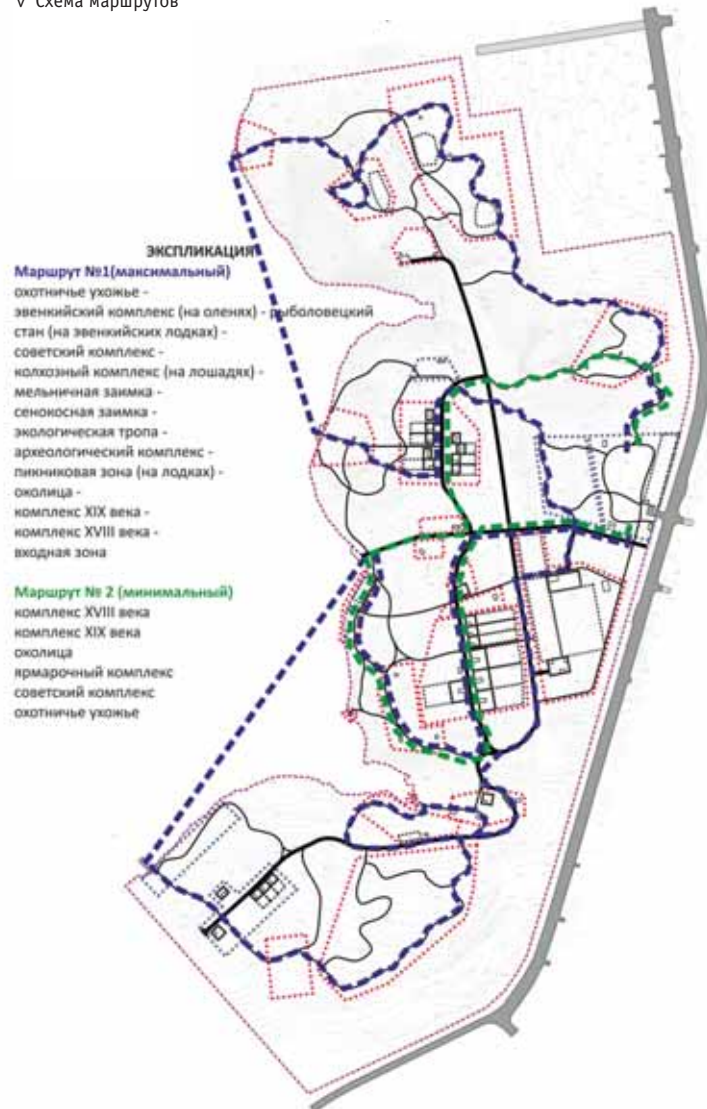 ∨ Схема маршрутов
ЭКСПЛИКАЦИЯ
Маршрут №1(максимальный)
охотничье ухожье -
эвенкийский комплекс (на оленях) - рыболовецкий
стан (на эвенкийских лодках) -
советский комплекс -
колхозный комплекс (на лошадях) -
мельничная заимка -
сенокосная заимка -
экологическая тропа -
археологический комплекс -
пикниковая зона (на лодках) -
околица -
комплекс XIX века -
комплекс XVIII века -
входная зона
Маршрут № 2 (минимальный)
комплекс XVIII века
комплекс XIX века
околица
ярмарочный комплекс
советский комплекс
охотничье ухожье